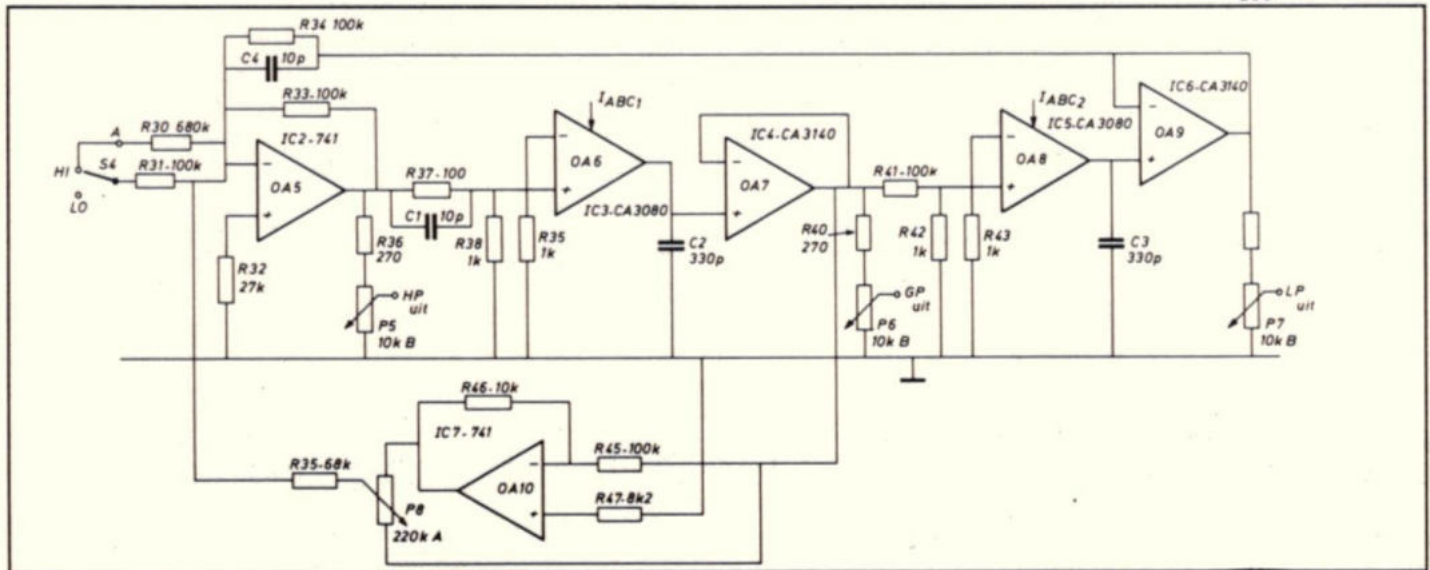 R34 100k
C4 10p
R33-100k
A
R30 680k
HI
S4
R31-100k
LO
IC2-741
OA5
R32
27k
R36
270
HP
uit
P5
10k B
R37-100
C1 10p
R38
1k
R35
1k
IABC1
OA6
IC3-CA3080
C2
330p
IC4-CA3140
OA7
R40
270
GP
uit
P6
10k B
R41-100k
R42
1k
R43
1k
IABC2
IC5-CA3080
OA8
C3
330p
IC6-CA3140
OA9
LP
uit
P7
10k B
R46-10k
IC7-741
R45-100k
OA10
R47-8k2
R35-68k
P8
220k A